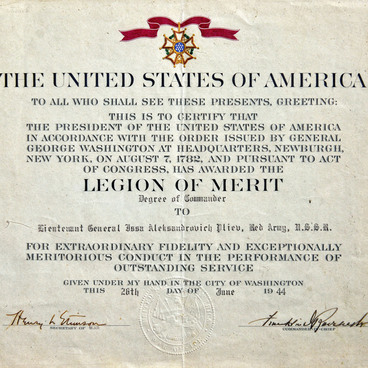 THE UNITED STATES OF AMERICA
TO ALL WHO SHALL SEE THESE PRESENTS, GREETING:
THIS IS TO CERTIFY THAT
THE PRESIDENT OF THE UNITED STATES OF AMERICA
IN ACCORDANCE WITH THE ORDER ISSUED BY GENERAL
GEORGE WASHINGTON AT HEADQUARTERS, NEWBURGH,
NEW YORK, ON AUGUST 7, 1782, AND PURSUANT TO ACT
OF CONGRESS, HAS AWARDED THE
LEGION OF MERIT
Degree of Commander
TO
Lieutenant General Issa Aleksandrovich Pliev, Red Army, U.S.S.R.
FOR EXTRAORDINARY FIDELITY AND EXCEPTIONALLY
MERITORIOUS CONDUCT IN THE PERFORMANCE OF
OUTSTANDING SERVICE
GIVEN UNDER MY HAND IN THE CITY OF WASHINGTON
THIS 26th DAY OF June 1944
Henry L Stimson Franklin D Roosevelt
SECRETARY OF WAR COMMANDER IN CHIEF